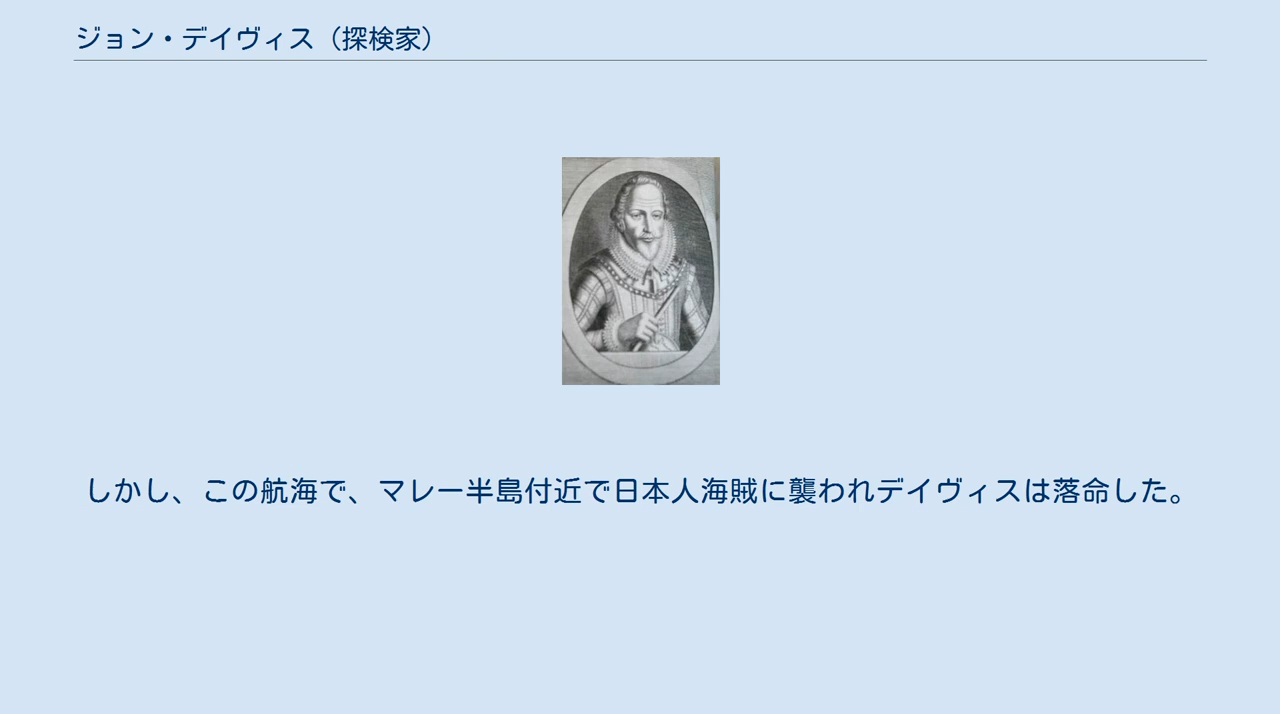 ジョン・デイヴィス（探検家）
しかし、この航海で、マレー半島付近で日本人海賊に襲われデイヴィスは落命した。